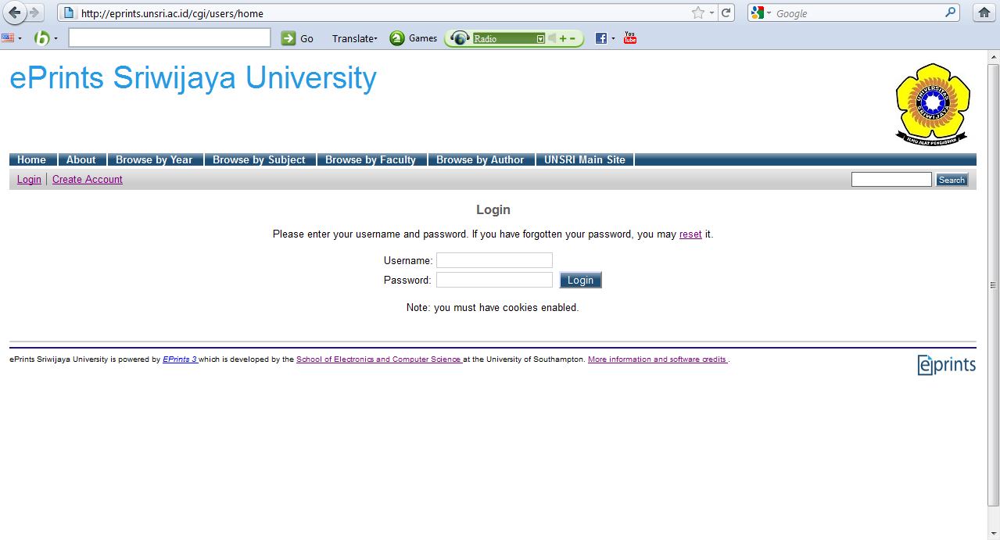 http://eprints.unsri.ac.id/cgi/users/home
Google
Go Translate Games Radio You Tube
ePrints Sriwijaya University
UNIVERSITAS SRIWIJAYA
ILMU ALAT PENGABDIAN
Home About Browse by Year Browse by Subject Browse by Faculty Browse by Author UNSRI Main Site
Login Create Account Search
Login
Please enter your username and password. If you have forgotten your password, you may reset it.
Username:
Password: Login
Note: you must have cookies enabled.
ePrints Sriwijaya University is powered by EPrints 3 which is developed by the School of Electronics and Computer Science at the University of Southampton. More information and software credits .
eprints